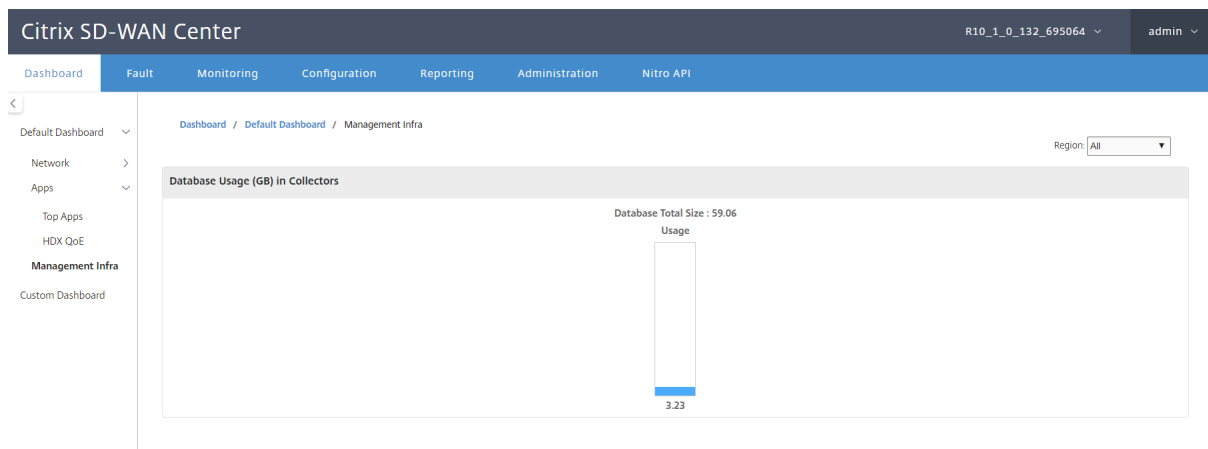 Citrix SD-WAN Center
R10_1_0_132_695064
admin
Dashboard Fault Monitoring Configuration Reporting Administration Nitro API
Default Dashboard
Network
Apps
Top Apps
HDX QoE
Management Infra
Custom Dashboard
Dashboard / Default Dashboard / Management Infra
Region: All
Database Usage (GB) in Collectors
Database Total Size : 59.06
Usage
3.23